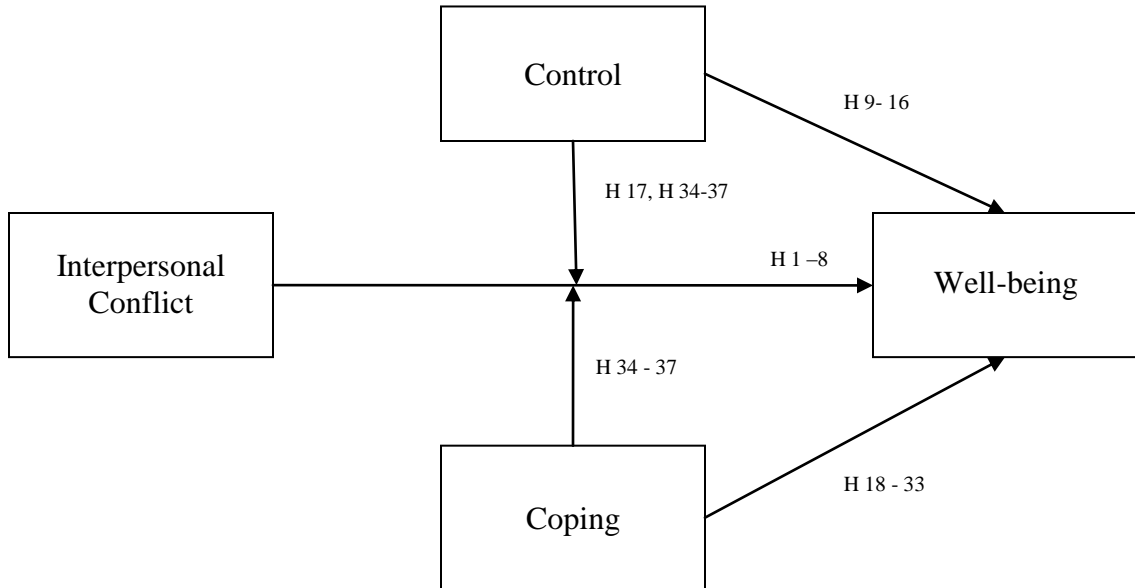 Control
H 9- 16
H 17, H 34-37
Interpersonal
Conflict
H 1 –8
Well-being
H 34 - 37
H 18 - 33
Coping